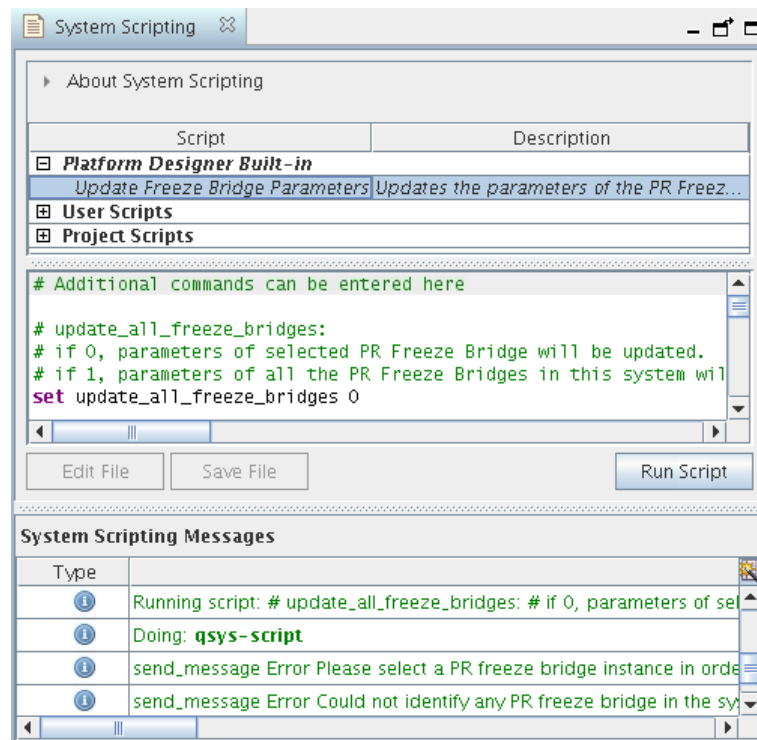 System Scripting
About System Scripting
Script Description
Platform Designer Built-in
Update Freeze Bridge Parameters Updates the parameters of the PR Freez...
User Scripts
Project Scripts
# Additional commands can be entered here
# update_all_freeze_bridges:
# if 0, parameters of selected PR Freeze Bridge will be updated.
# if 1, parameters of all the PR Freeze Bridges in this system wil
set update_all_freeze_bridges 0
Edit File Save File Run Script
System Scripting Messages
Type
Running script: # update_all_freeze_bridges: # if 0, parameters of sel
Doing: qsys-script
send_message Error Please select a PR freeze bridge instance in orde
send_message Error Could not identify any PR freeze bridge in the sy